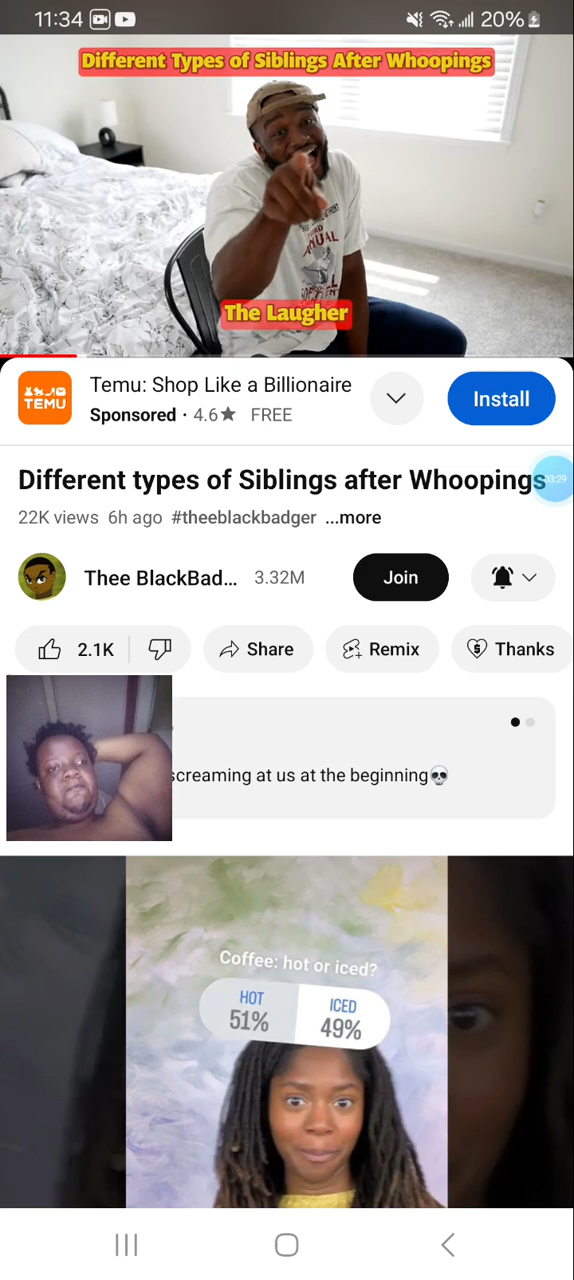 11:34
20%
Different Types of Siblings After Whoopings
The Laugher
TEMU
Temu: Shop Like a Billionaire
Sponsored · 4.6★ FREE
Install
Different types of Siblings after Whoopings
03:29
22K views 6h ago #theeblackbadger ...more
Thee BlackBad... 3.32M
Join
2.1K
Share
Remix
Thanks
screaming at us at the beginning💀
Coffee: hot or iced?
HOT
51%
ICED
49%